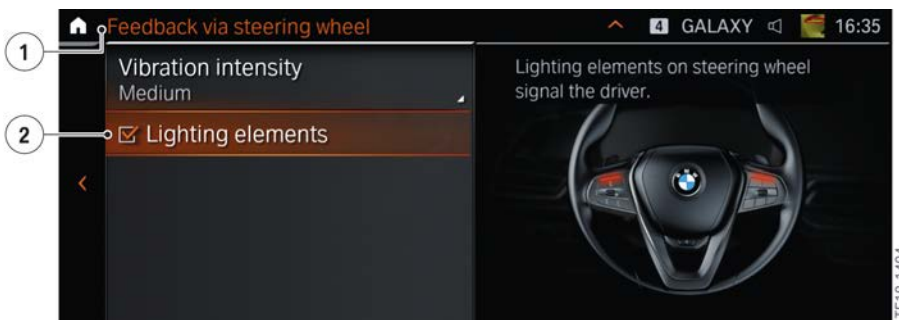 1
Feedback via steering wheel
4 GALAXY 16:35
Vibration intensity
Medium
2
Lighting elements
Lighting elements on steering wheel
signal the driver.